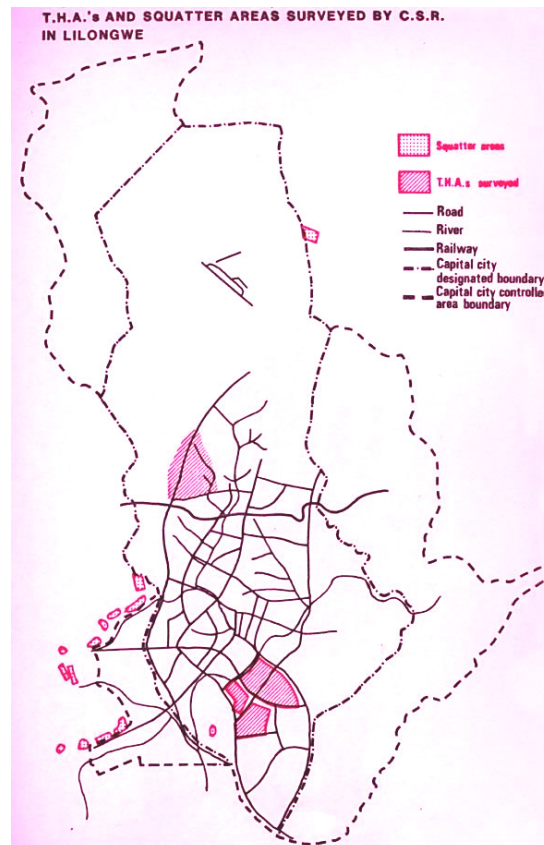 T.H.A.'s AND SQUATTER AREAS SURVEYED BY C.S.R.
IN LILONGWE
Squatter areas
T.H.A.s surveyed
Road
River
Railway
Capital city
designated boundary
Capital city controlle
area boundary